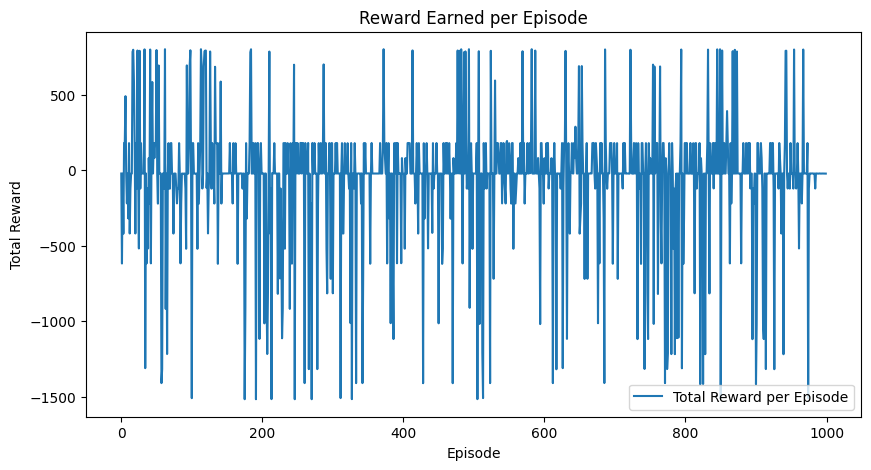 Reward Earned per Episode
Total Reward
500
0
−500
−1000
−1500
0
200
400
600
800
1000
Episode
Total Reward per Episode